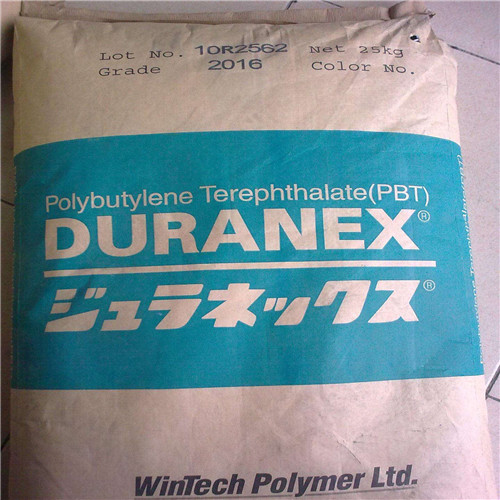 Lot No. 10R2562 Net 25kg
Grade 2016 Color No.
Polybutylene Terephthalate(PBT)
DURANEX®
ジュラネックス®
WinTech Polymer Ltd.